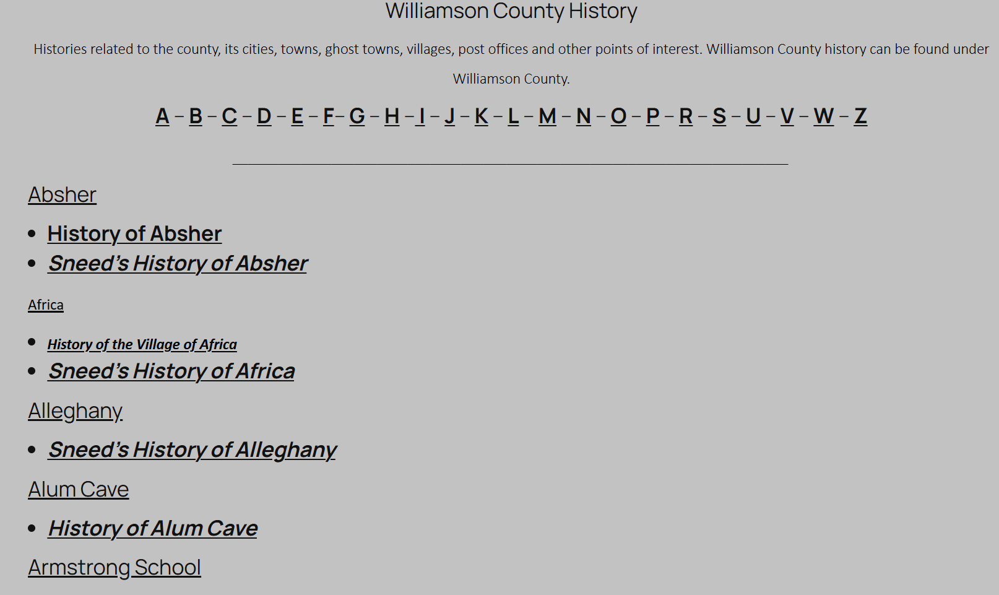 Williamson County History
Histories related to the county, its cities, towns, ghost towns, villages, post offices and other points of interest. Williamson County history can be found under
Williamson County.
A – B – C – D – E – F– G – H – I – J – K – L – M – N – O – P – R – S – U – V – W – Z
Absher
• History of Absher
• Sneed’s History of Absher
Africa
• History of the Village of Africa
• Sneed’s History of Africa
Alleghany
• Sneed’s History of Alleghany
Alum Cave
• History of Alum Cave
Armstrong School